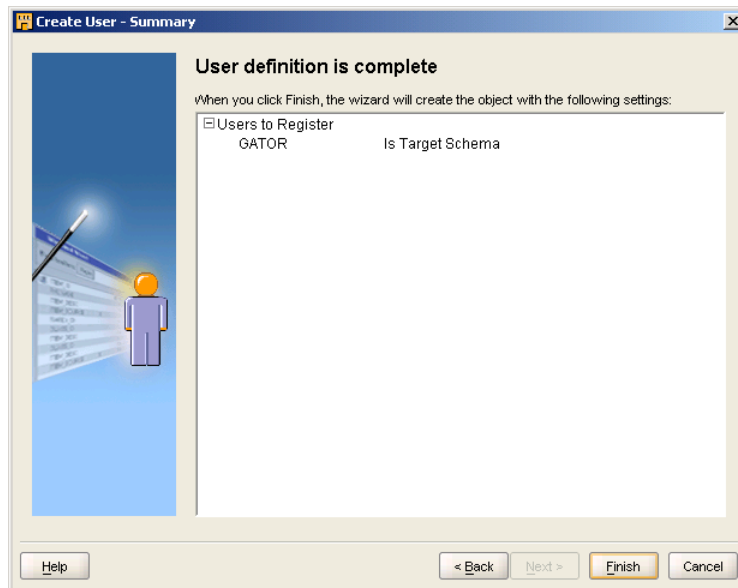 Create User - Summary
User definition is complete
When you click Finish, the wizard will create the object with the following settings:
Users to Register
GATOR Is Target Schema
Help < Back Next > Finish Cancel